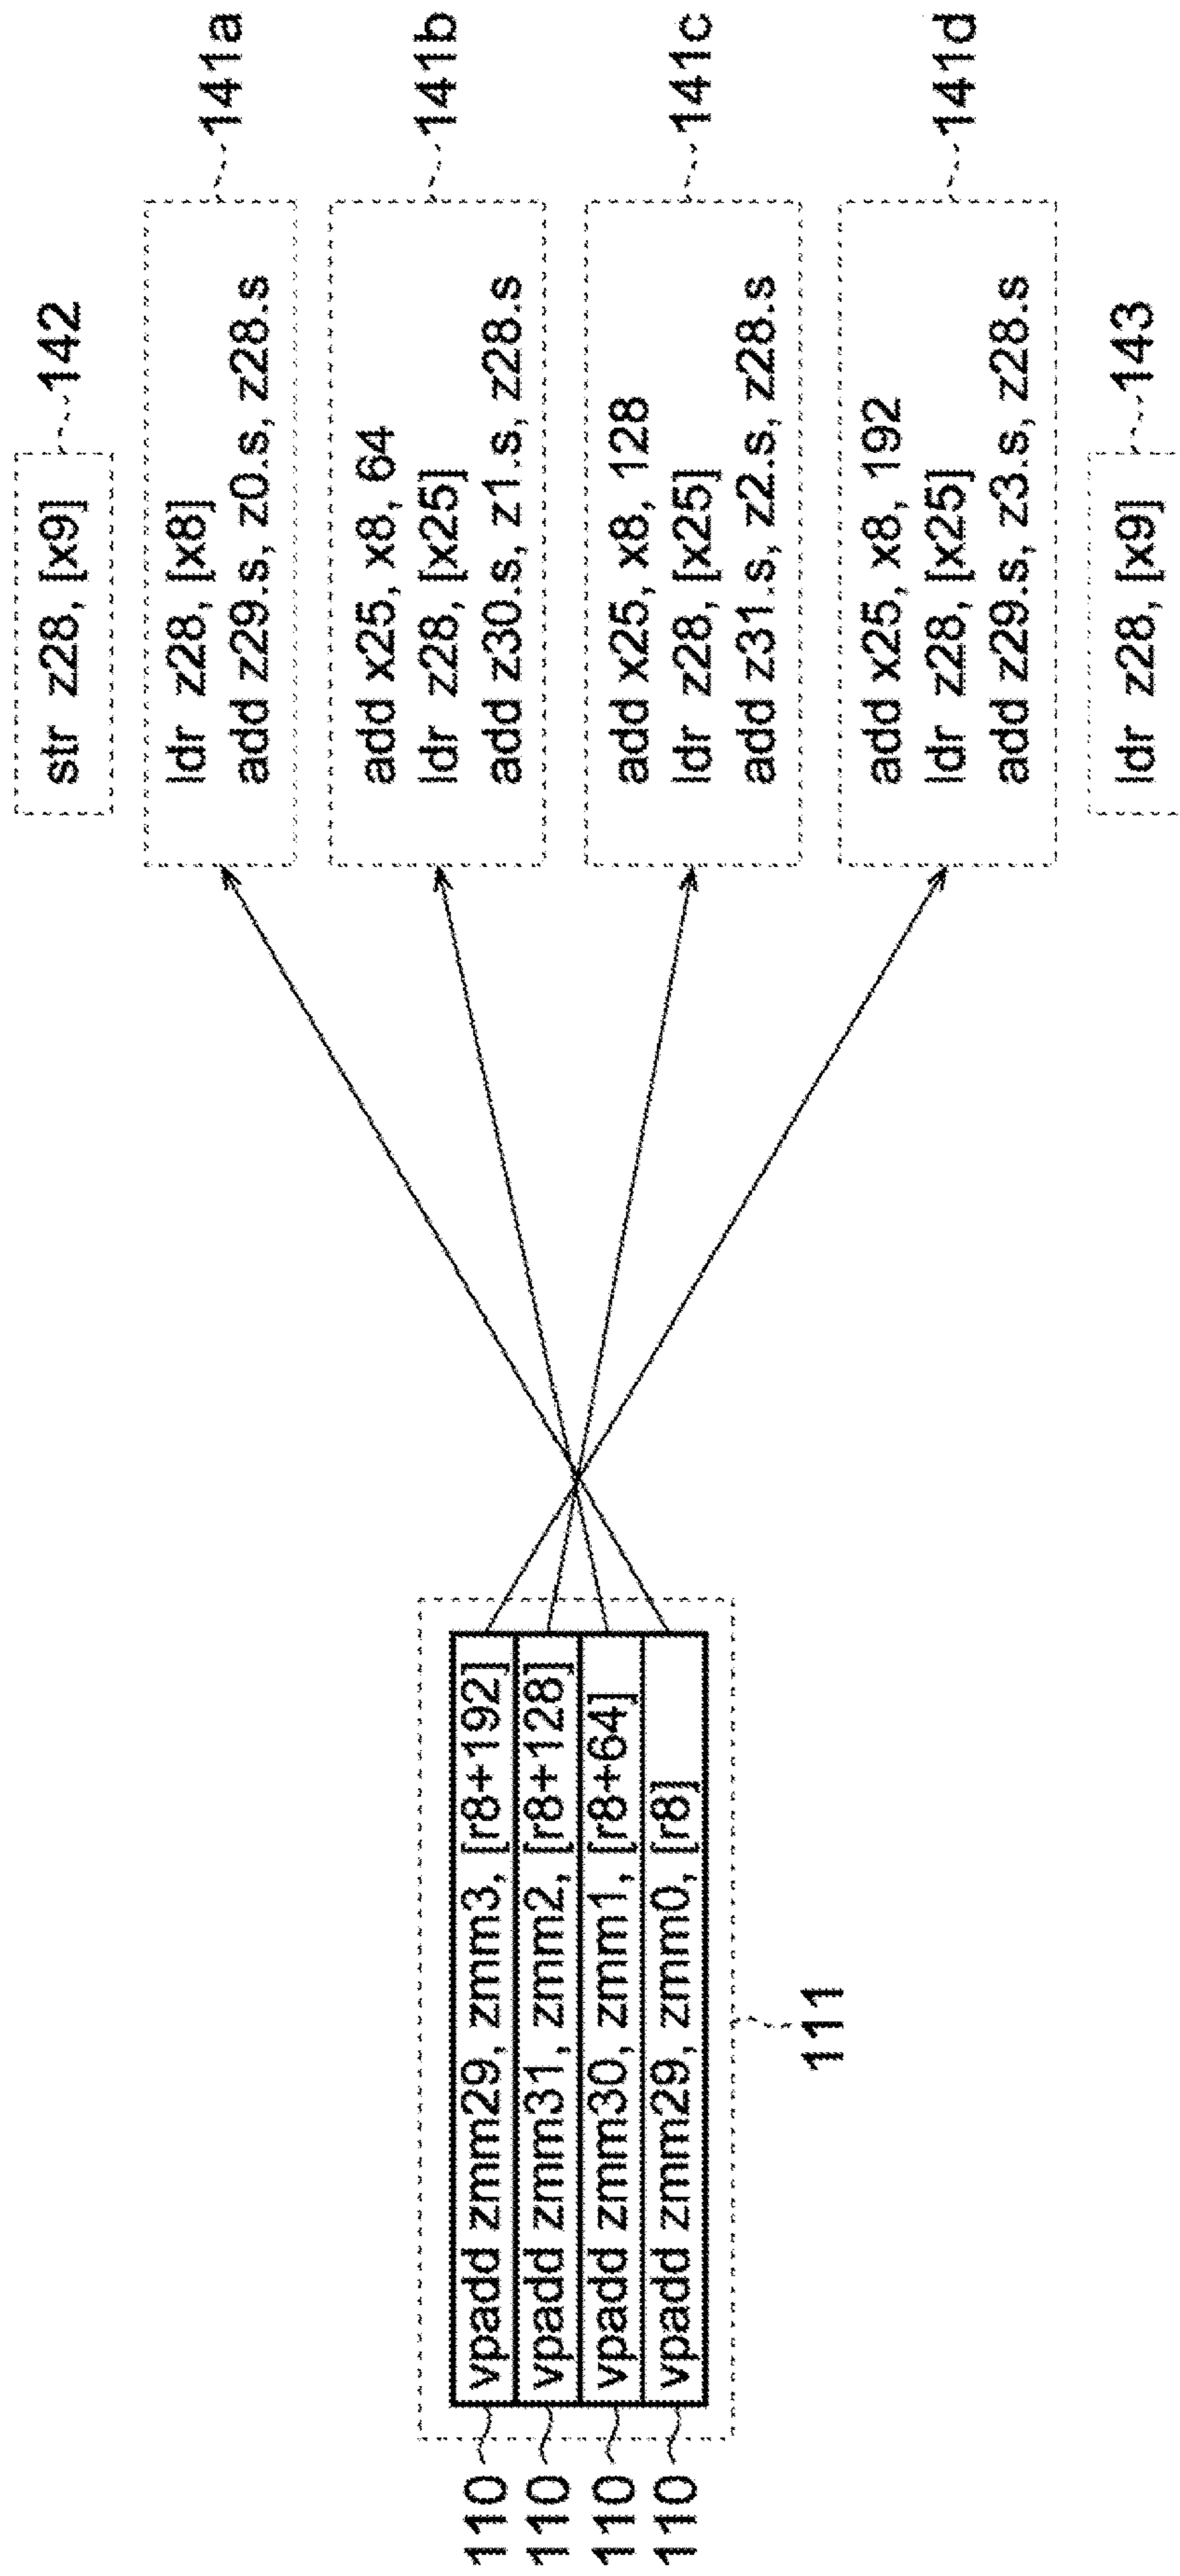 110 vpadd zmm29, zmm3, [r8+192]
110 vpadd zmm31, zmm2, [r8+128]
110 vpadd zmm30, zmm1, [r8+64]
110 vpadd zmm29, zmm0, [r8]
111
str z28, [x9]
142
ldr z28, [x8]
add z29.s, z0.s, z28.s
141a
add x25, x8, 64
ldr z28, [x25]
add z30.s, z1.s, z28.s
141b
add x25, x8, 128
ldr z28, [x25]
add z31.s, z2.s, z28.s
141c
add x25, x8, 192
ldr z28, [x25]
add z29.s, z3.s, z28.s
141d
ldr z28, [x9]
143